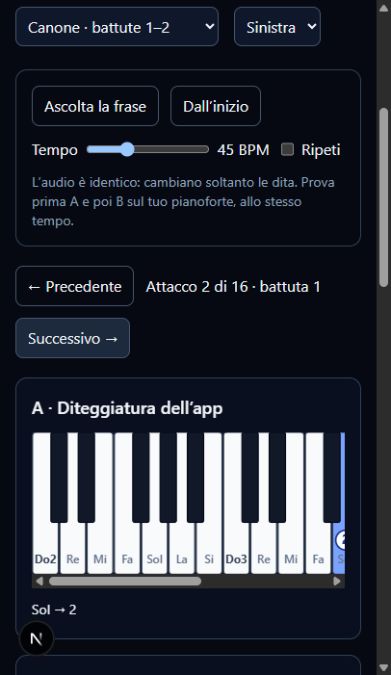 Canone · battute 1–2
Sinistra
Ascolta la frase
Dall'inizio
Tempo
45 BPM
Ripeti
L'audio è identico: cambiano soltanto le dita. Prova
prima A e poi B sul tuo pianoforte, allo stesso
tempo.
← Precedente
Attacco 2 di 16 · battuta 1
Successivo →
A · Diteggiatura dell'app
Do2 Re Mi Fa Sol La Si Do3 Re Mi Fa
Sol → 2
N